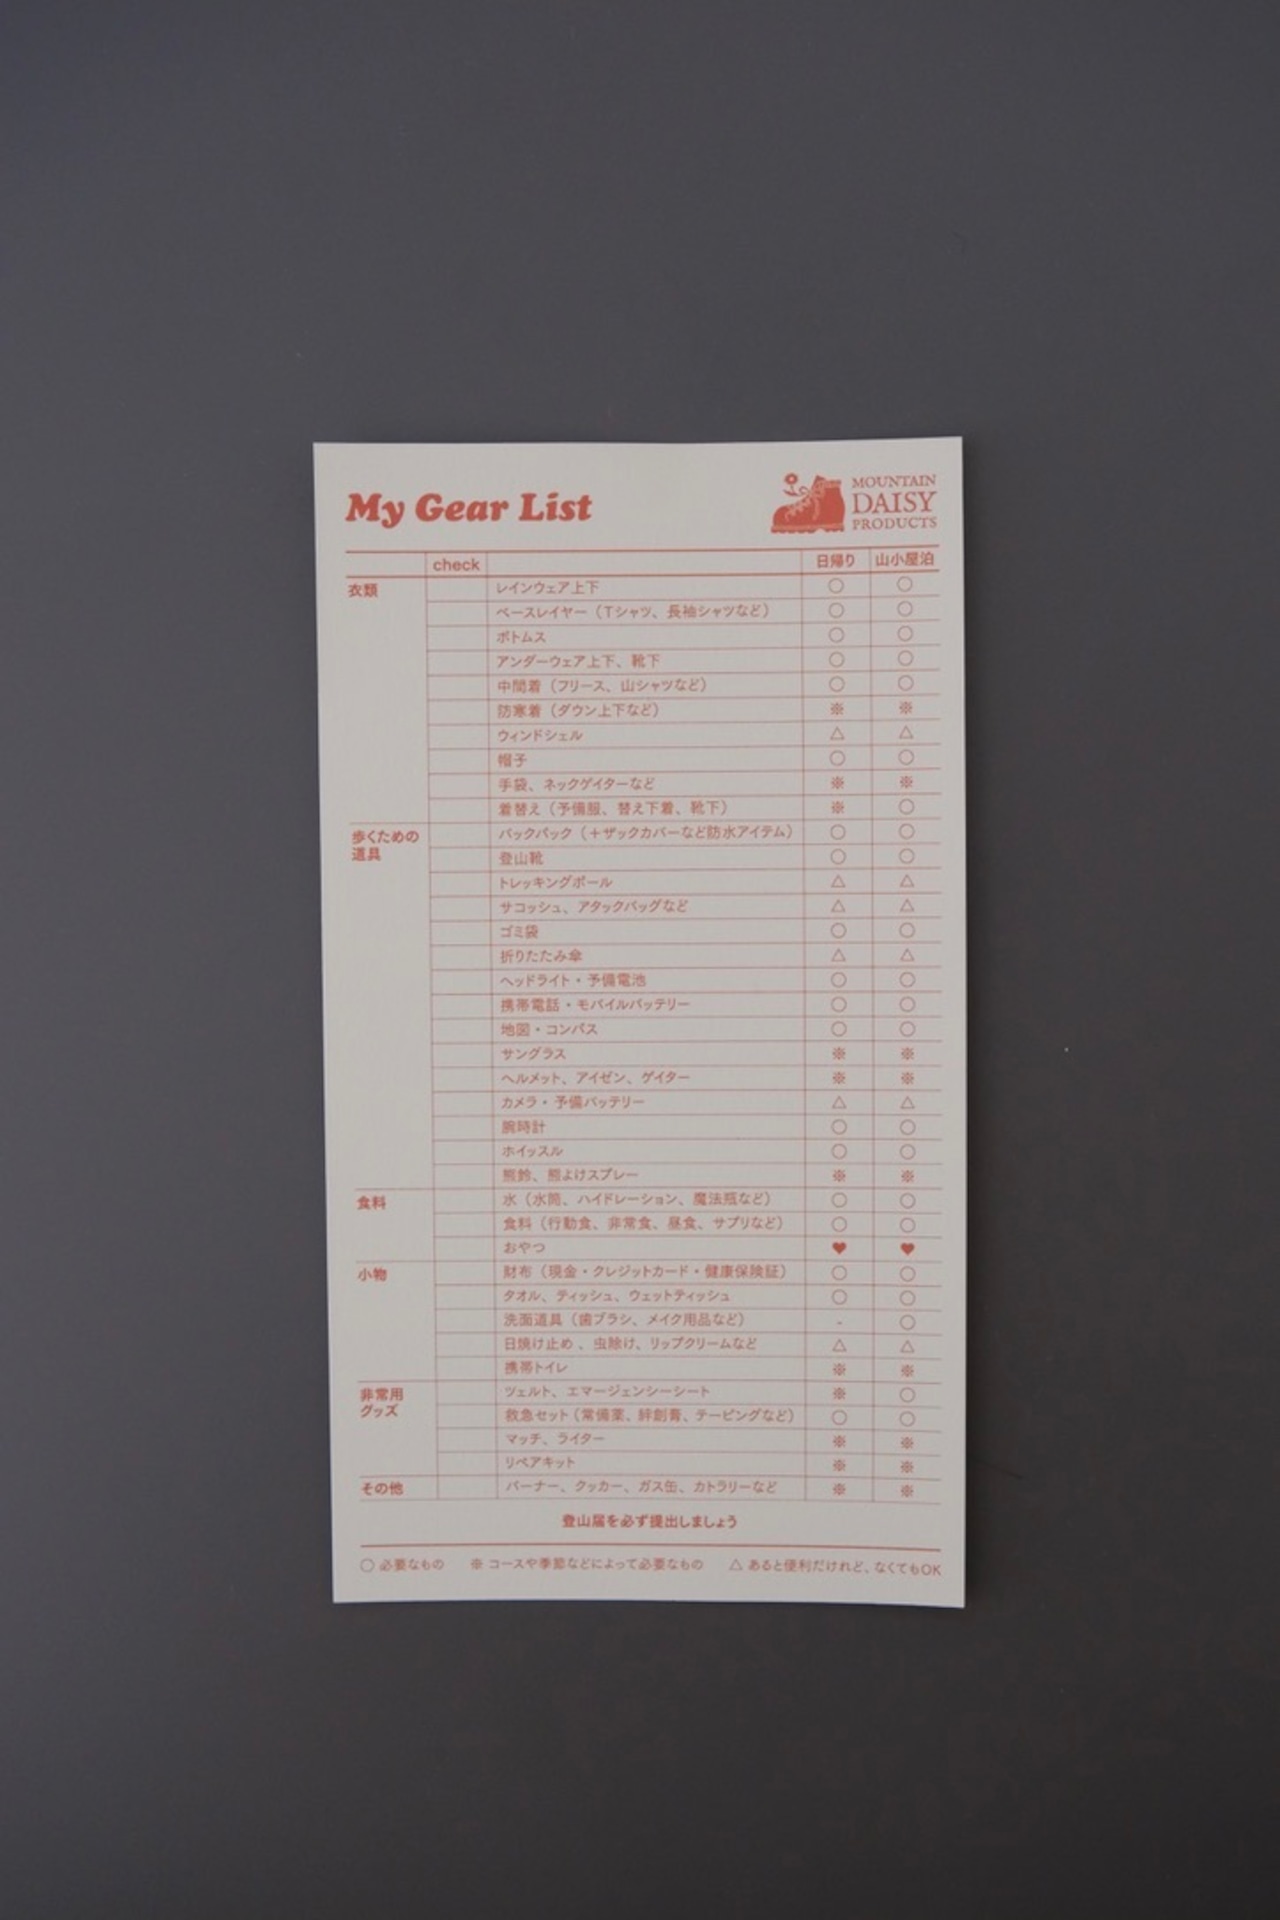 My Gear List
MOUNTAIN
DAISY
PRODUCTS
check 日帰り 山小屋泊
衣類 レインウェア上下 ○ ○
ベースレイヤー（Tシャツ、長袖シャツなど） ○ ○
ボトムス ○ ○
アンダーウェア上下、靴下 ○ ○
中間着（フリース、山シャツなど） ○ ○
防寒着（ダウン上下など） ※ ※
ウィンドシェル △ △
帽子 ○ ○
手袋、ネックゲイターなど ※ ※
着替え（予備服、替え下着、靴下） ※ ○
歩くための
道具
バックパック（＋ザックカバーなど防水アイテム） ○ ○
登山靴 ○ ○
トレッキングポール △ △
サコッシュ、アタックバッグなど △ △
ゴミ袋 ○ ○
折りたたみ傘 △ △
ヘッドライト・予備電池 ○ ○
携帯電話・モバイルバッテリー ○ ○
地図・コンパス ○ ○
サングラス ※ ※
ヘルメット、アイゼン、ゲイター ※ ※
カメラ・予備バッテリー △ △
腕時計 ○ ○
ホイッスル ○ ○
熊鈴、熊よけスプレー ※ ※
食料 水（水筒、ハイドレーション、魔法瓶など） ○ ○
食料（行動食、非常食、昼食、サプリなど） ○ ○
おやつ ♥ ♥
小物 財布（現金・クレジットカード・健康保険証） ○ ○
タオル、ティッシュ、ウェットティッシュ ○ ○
洗面道具（歯ブラシ、メイク用品など） - ○
日焼け止め、虫除け、リップクリームなど △ △
携帯トイレ ※ ※
非常用
グッズ
ツェルト、エマージェンシーシート ※ ○
救急セット（常備薬、絆創膏、テーピングなど） ○ ○
マッチ、ライター ※ ※
リペアキット ※ ※
その他 バーナー、クッカー、ガス缶、カトラリーなど ※ ※
登山届を必ず提出しましょう
○ 必要なもの ※ コースや季節などによって必要なもの △ あると便利だけれど、なくてもOK